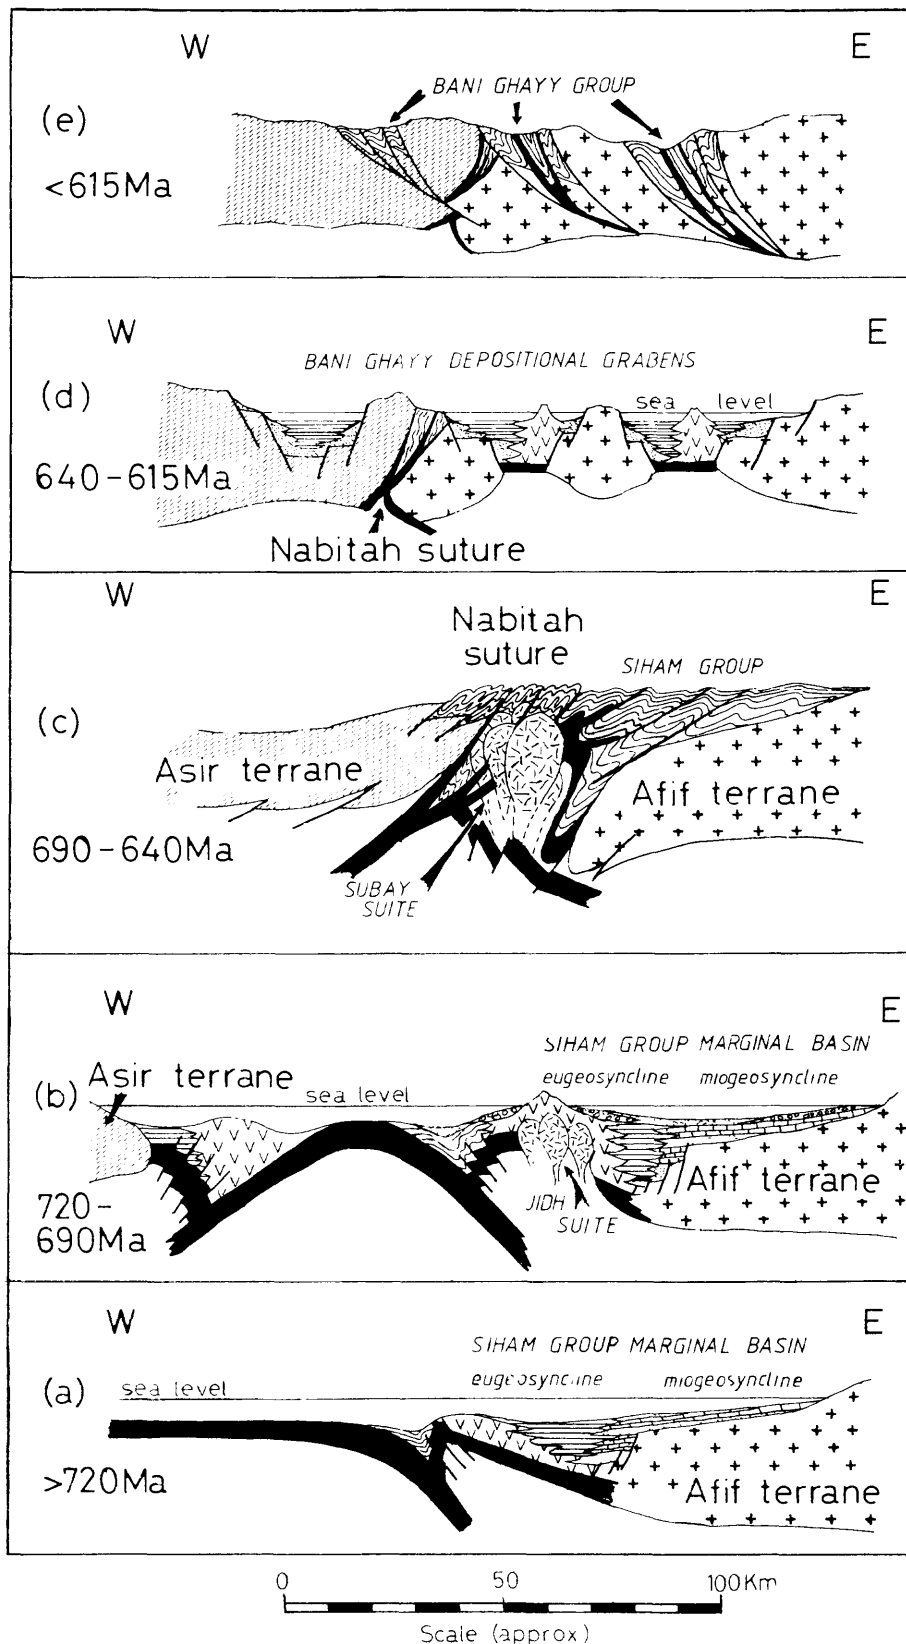 W E
BANI GHAYY GROUP
(e)
<615Ma
W E
BANI GHAYY DEPOSITIONAL GRABENS
(d)
sea level
640-615Ma
Nabitah suture
W E
Nabitah
suture
SIHAM GROUP
(c)
Asir terrane
Afif terrane
690-640Ma
SUBAY
SUITE
W E
SIHAM GROUP MARGINAL BASIN
Asir terrane
eugeosyncline miogeosyncline
(b)
sea level
Afif terrane
720-
690Ma
JIDH
SUITE
W E
SIHAM GROUP MARGINAL BASIN
eugeosyncline miogeosyncline
(a)
sea level
>720Ma
Afif terrane
0 50 100Km
Scale (approx)